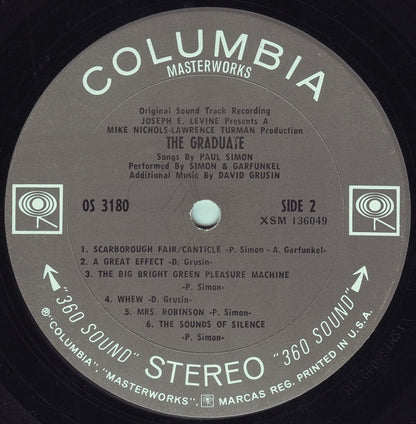 COLUMBIA
MASTERWORKS
Original Sound Track Recording
JOSEPH E. LEVINE Presents A
MIKE NICHOLS-LAWRENCE TURMAN Production
THE GRADUATE
Songs By PAUL SIMON
Performed By SIMON & GARFUNKEL
Additional Music By DAVID GRUSIN
OS 3180
SIDE 2
XSM 136049
1. SCARBOROUGH FAIR/CANTICLE -P. Simon - A. Garfunkel-
2. A GREAT EFFECT -D. Grusin-
3. THE BIG BRIGHT GREEN PLEASURE MACHINE
-P. Simon-
4. WHEW -D. Grusin-
5. MRS. ROBINSON -P. Simon-
6. THE SOUNDS OF SILENCE
-P. Simon-
"360 SOUND" STEREO "360 SOUND"
® "COLUMBIA", "MASTERWORKS", MARCAS REG. PRINTED IN U.S.A.